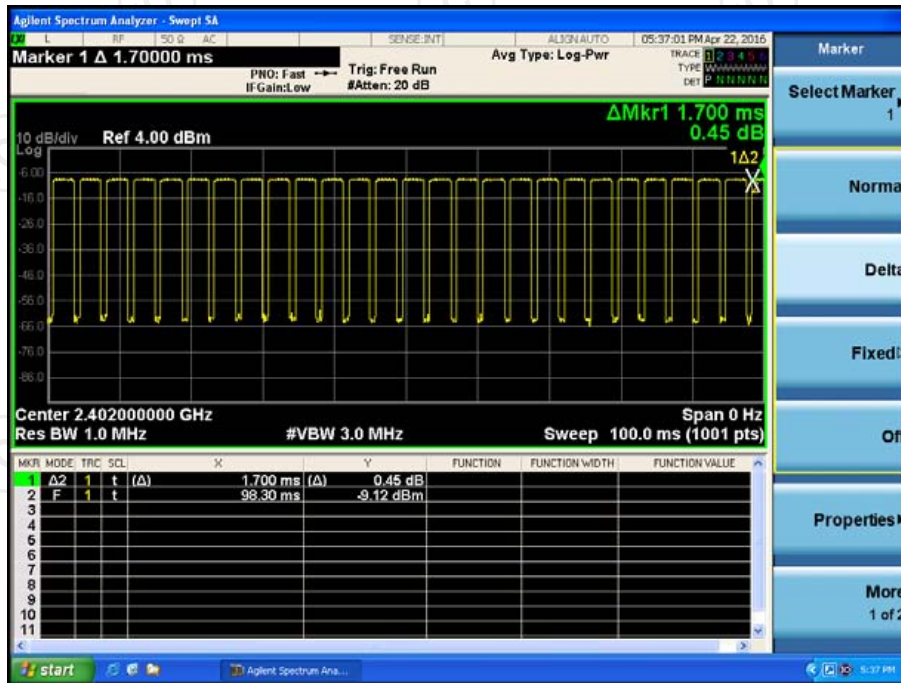 Agilent Spectrum Analyzer - Swept SA
L RF 50 Ω AC SENSE:INT ALIGN AUTO 05:37:01 PM Apr 22, 2016
Marker 1 Δ 1.70000 ms
PNO: Fast
IFGain:Low
Trig: Free Run
#Atten: 20 dB
Avg Type: Log-Pwr
TRACE 1 2 3 4 5 6
TYPE
DET P N N N N N
ΔMkr1 1.700 ms
0.45 dB
10 dB/div Ref 4.00 dBm
Log
1Δ2
-6.00
-16.0
-26.0
-36.0
-46.0
-56.0
-66.0
-76.0
-86.0
Center 2.402000000 GHz Span 0 Hz
Res BW 1.0 MHz #VBW 3.0 MHz Sweep 100.0 ms (1001 pts)
MKR MODE TRC SCL X Y FUNCTION FUNCTION WIDTH FUNCTION VALUE
1 Δ2 1 t (Δ) 1.700 ms (Δ) 0.45 dB
2 F 1 t 98.30 ms -9.12 dBm
3
4
5
6
7
8
9
10
11
Marker
Select Marker
1
Norma
Delta
Fixed
Of
Properties
More
1 of 2
start
Agilent Spectrum Ana...
5:37 PM